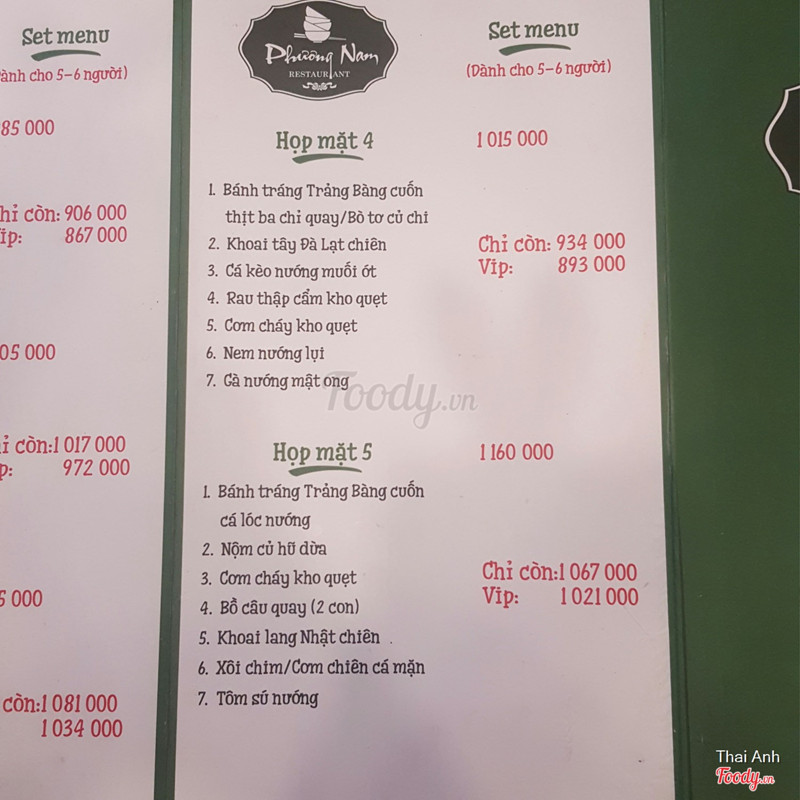 Set menu
ành cho 5-6 người)
85 000
hỉ còn: 906 000
ip: 867 000
05 000
ỉ còn:1 017 000
p: 972 000
5 000
còn:1 081 000
1 034 000
Phương Nam
RESTAURANT
Set menu
(Dành cho 5-6 người)
Họp mặt 4
1 015 000
1. Bánh tráng Trảng Bàng cuốn
thịt ba chỉ quay/Bò tơ củ chi
2. Khoai tây Đà Lạt chiên
3. Cá kèo nướng muối ớt
4. Rau thập cẩm kho quẹt
5. Cơm cháy kho quẹt
6. Nem nướng lụi
7. Gà nướng mật ong
Chỉ còn: 934 000
Vip: 893 000
Foody.vn
Họp mặt 5
1 160 000
1. Bánh tráng Trảng Bàng cuốn
cá lóc nướng
2. Nộm củ hũ dừa
3. Cơm cháy kho quẹt
4. Bồ câu quay (2 con)
5. Khoai lang Nhật chiên
6. Xôi chim/Cơm chiên cá mặn
7. Tôm sú nướng
Chỉ còn:1 067 000
Vip: 1 021 000
Thai Anh
Foody.vn